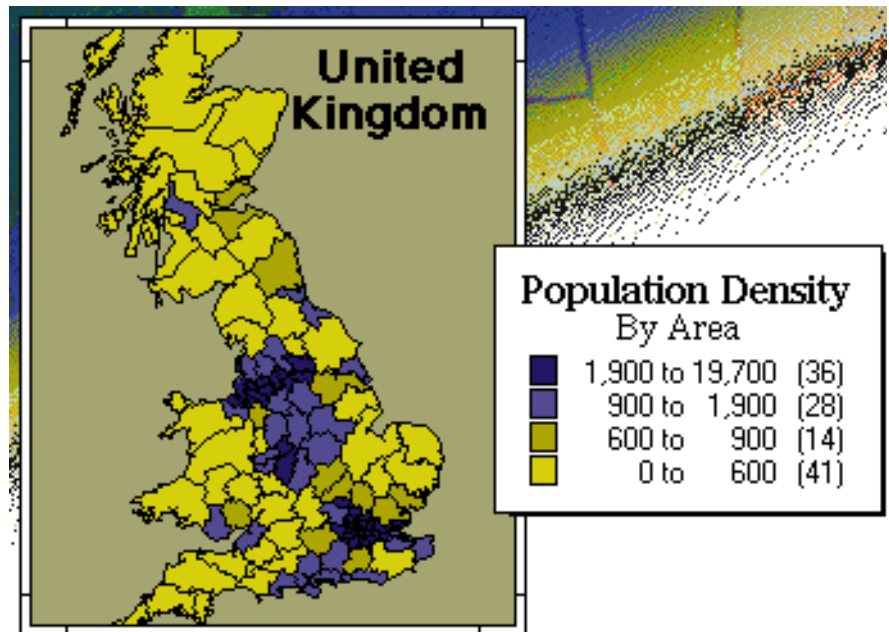 United
Kingdom
Population Density
By Area
1,900 to 19,700 (36)
900 to 1,900 (28)
600 to 900 (14)
0 to 600 (41)